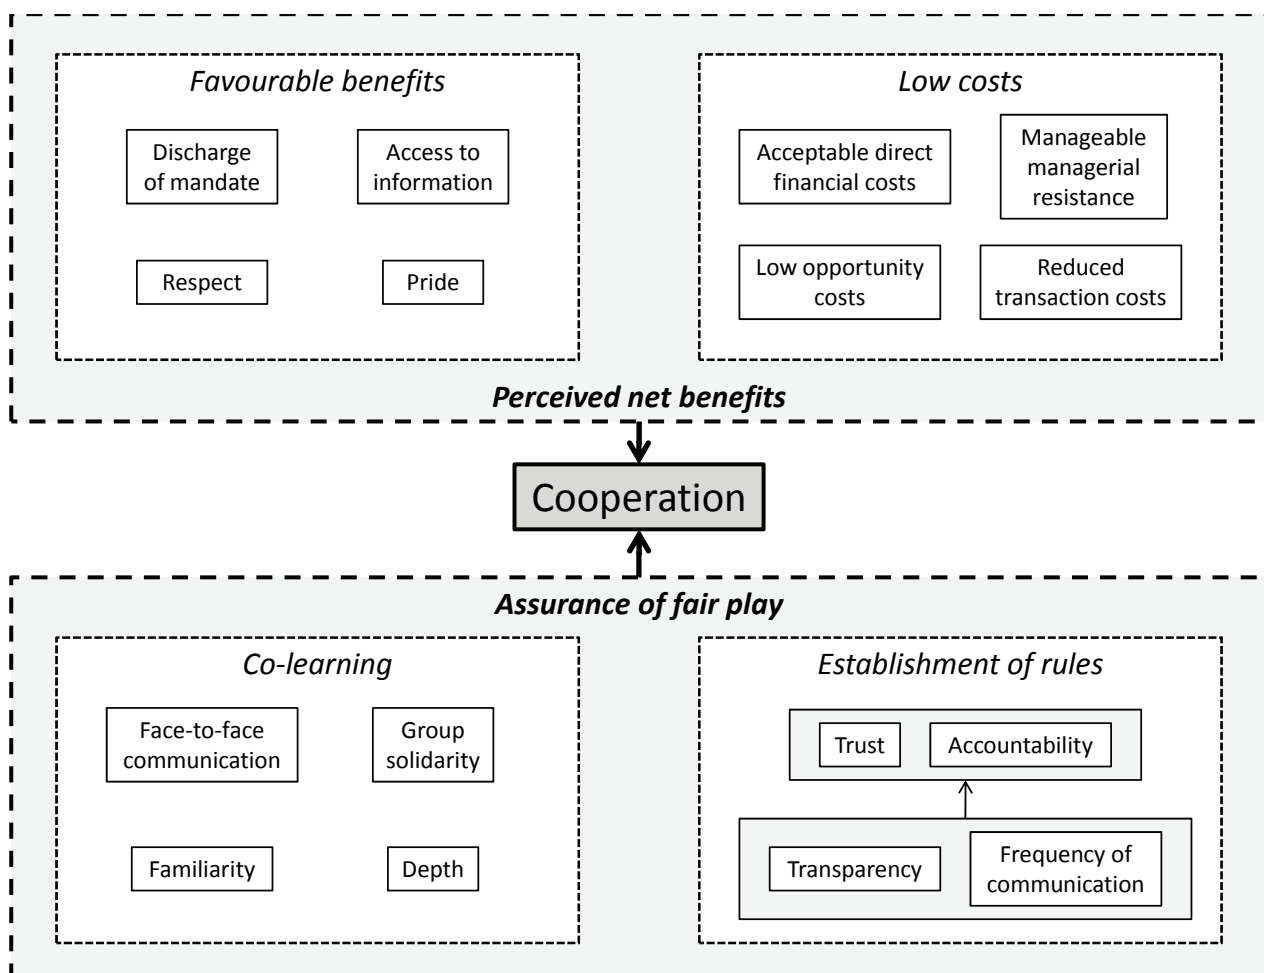 Favourable benefits
Discharge
of mandate
Access to
information
Respect
Pride
Low costs
Acceptable direct
financial costs
Manageable
managerial
resistance
Low opportunity
costs
Reduced
transaction costs
Perceived net benefits
Cooperation
Assurance of fair play
Co-learning
Face-to-face
communication
Group
solidarity
Familiarity
Depth
Establishment of rules
Trust
Accountability
Transparency
Frequency of
communication